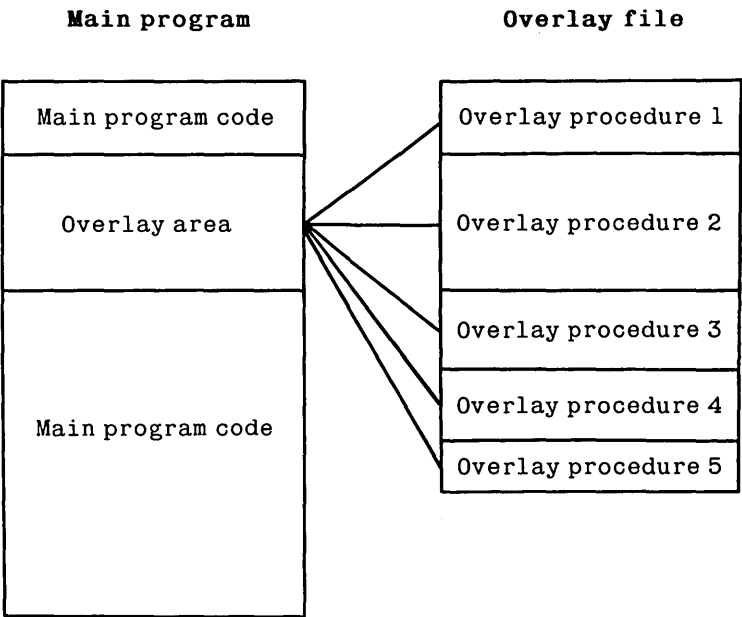 Main program
Overlay file
Main program code
Overlay area
Main program code
Overlay procedure 1
Overlay procedure 2
Overlay procedure 3
Overlay procedure 4
Overlay procedure 5